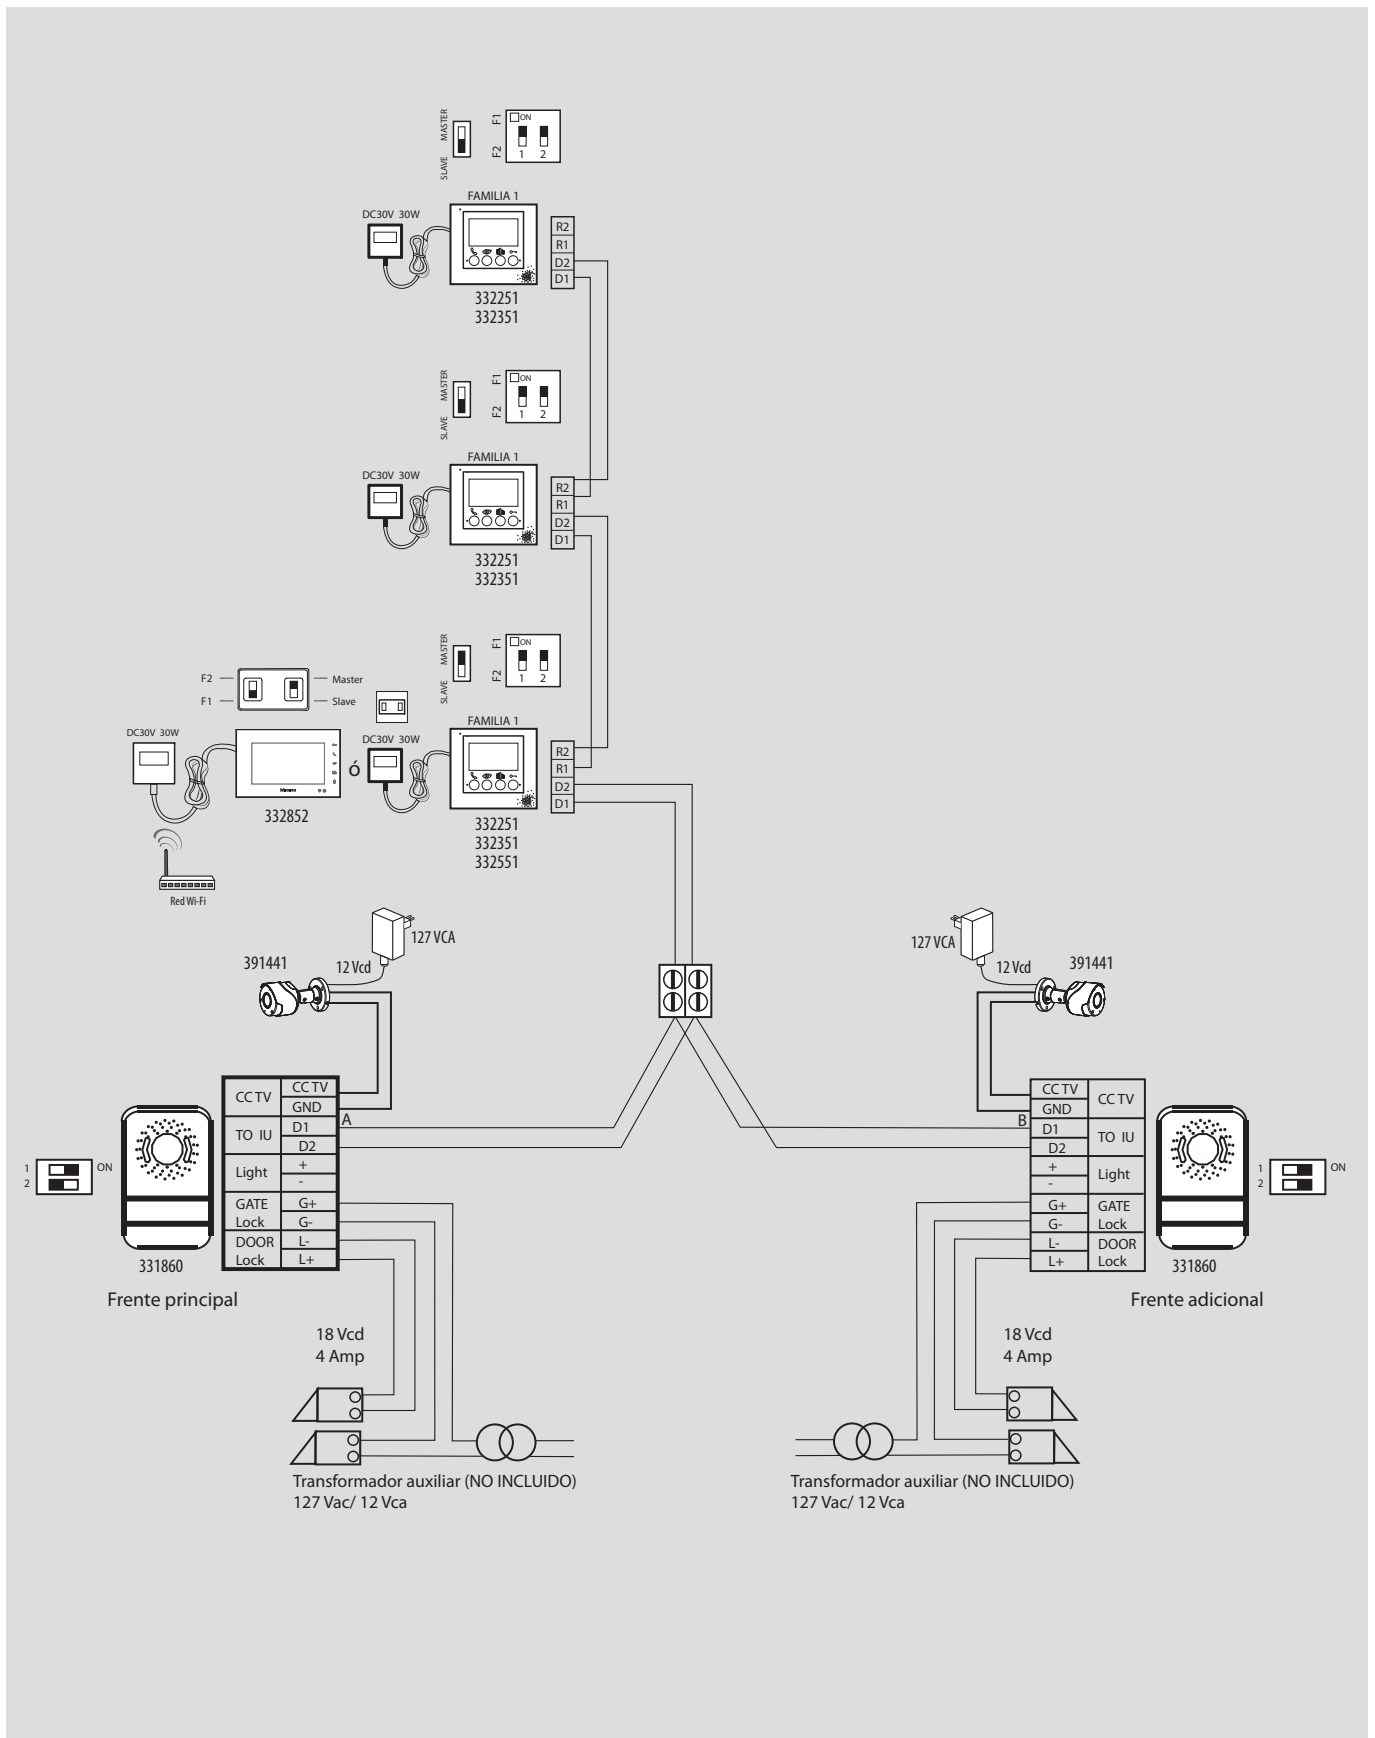 MASTER
SLAVE
F1
F2
ON
1 2
FAMILIA 1
DC30V 30W
R2
R1
D2
D1
332251
332351
MASTER
SLAVE
F1
F2
ON
1 2
FAMILIA 1
DC30V 30W
R2
R1
D2
D1
332251
332351
MASTER
SLAVE
F1
F2
ON
1 2
F2
Master
F1
Slave
FAMILIA 1
DC30V 30W
DC30V 30W
ó
R2
R1
D2
D1
332852
332251
332351
332551
Red Wi-Fi
127 VCA
391441
12 Vcd
127 VCA
12 Vcd
391441
CC TV
CC TV
GND
TO IU
D1
D2
Light
+
-
GATE
Lock
G+
G-
DOOR
Lock
L-
L+
A
1
2
ON
331860
Frente principal
B
CC TV
GND
CC TV
D1
D2
TO IU
+
-
Light
G+
G-
GATE
Lock
L-
L+
DOOR
Lock
1
2
ON
331860
Frente adicional
18 Vcd
4 Amp
18 Vcd
4 Amp
Transformador auxiliar (NO INCLUIDO)
127 Vac/ 12 Vca
Transformador auxiliar (NO INCLUIDO)
127 Vac/ 12 Vca